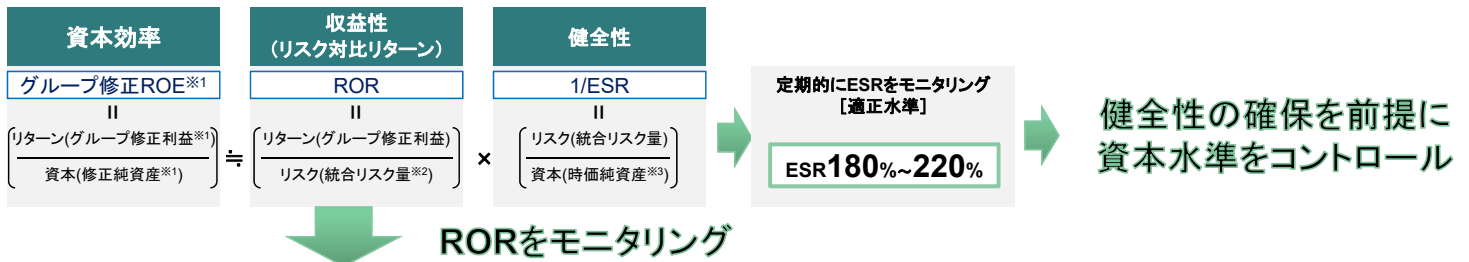 資本効率
収益性
(リスク対比リターン)
健全性
グループ修正ROE※1
ROR
1/ESR
=
=
=
リターン(グループ修正利益※1)
資本(修正純資産※1)
≒
リターン(グループ修正利益)
リスク(統合リスク量※2)
×
リスク(統合リスク量)
資本(時価純資産※3)
定期的にESRをモニタリング
[適正水準]
ESR180%~220%
健全性の確保を前提に
資本水準をコントロール
RORをモニタリング